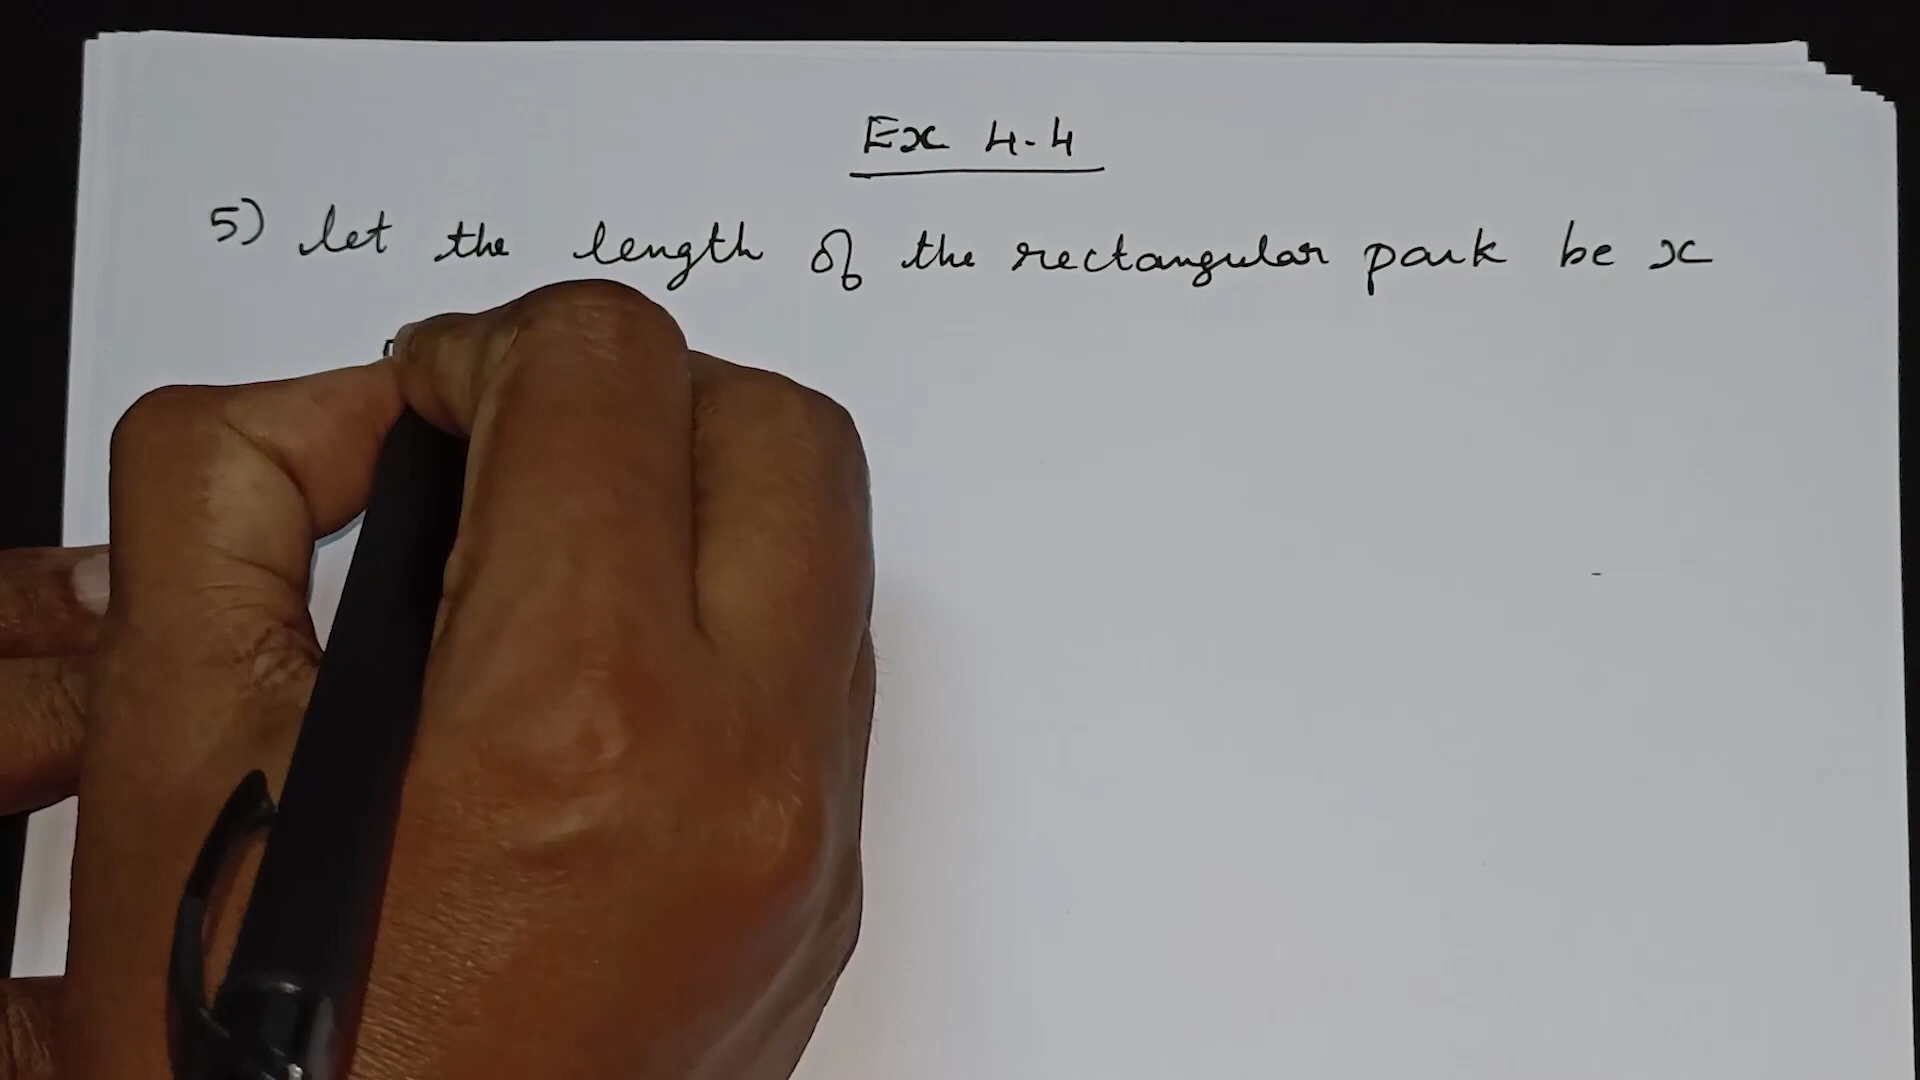 Ex 4.4
5) let the length of the rectangular park be x